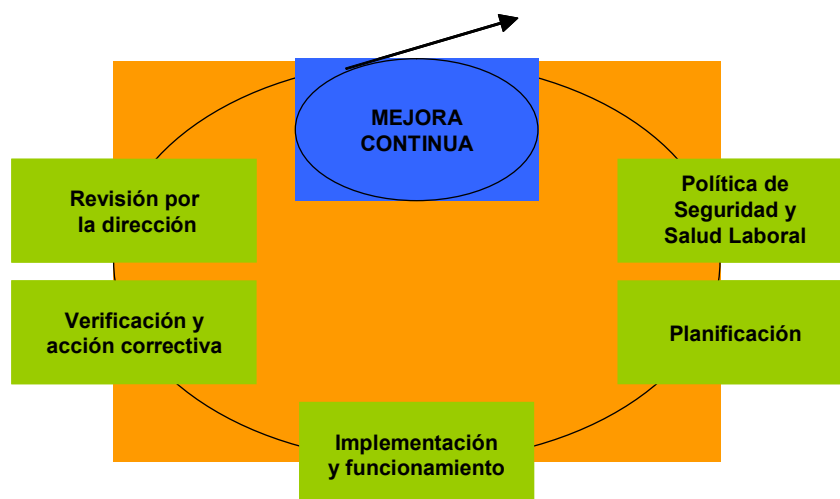 MEJORA
CONTINUA
Política de
Seguridad y
Salud Laboral
Planificación
Implementación
y funcionamiento
Verificación y
acción correctiva
Revisión por
la dirección